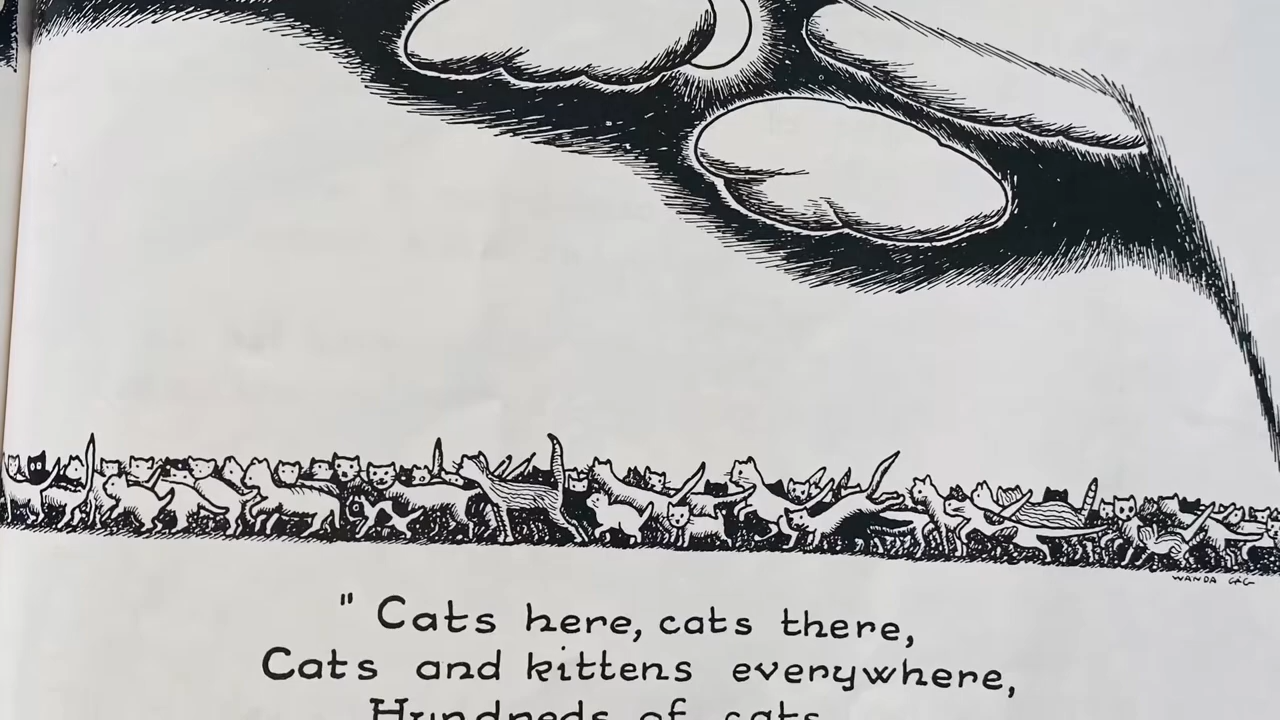 WANDA GÁG
" Cats here, cats there,
Cats and kittens everywhere,
Hundreds of cats,